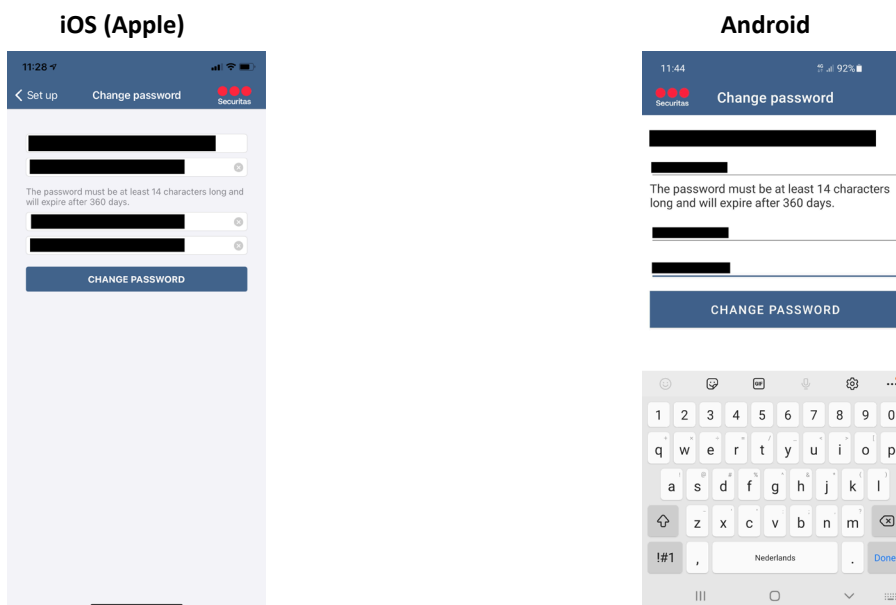 iOS (Apple)
11:28
Set up
Change password
Securitas
The password must be at least 14 characters long and
will expire after 360 days.
CHANGE PASSWORD
Android
11:44
92%
Securitas
Change password
The password must be at least 14 characters
long and will expire after 360 days.
CHANGE PASSWORD
GIF
1 2 3 4 5 6 7 8 9 0
q w e r t y u i o p
a s d f g h j k l
z x c v b n m
!#1 , Nederlands . Done